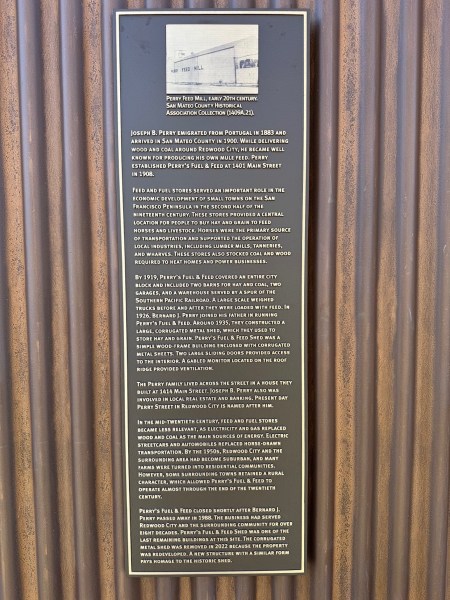 PERRY FEED MILL
PERRY FEED MILL, EARLY 20TH CENTURY.
SAN MATEO COUNTY HISTORICAL
ASSOCIATION COLLECTION (1409A.21).
JOSEPH B. PERRY EMIGRATED FROM PORTUGAL IN 1883 AND
ARRIVED IN SAN MATEO COUNTY IN 1900. WHILE DELIVERING
WOOD AND COAL AROUND REDWOOD CITY, HE BECAME WELL
KNOWN FOR PRODUCING HIS OWN MULE FEED. PERRY
ESTABLISHED PERRY'S FUEL & FEED AT 1401 MAIN STREET
IN 1908.
FEED AND FUEL STORES SERVED AN IMPORTANT ROLE IN THE
ECONOMIC DEVELOPMENT OF SMALL TOWNS ON THE SAN
FRANCISCO PENINSULA IN THE SECOND HALF OF THE
NINETEENTH CENTURY. THESE STORES PROVIDED A CENTRAL
LOCATION FOR PEOPLE TO BUY HAY AND GRAIN TO FEED
HORSES AND LIVESTOCK. HORSES WERE THE PRIMARY SOURCE
OF TRANSPORTATION AND SUPPORTED THE OPERATION OF
LOCAL INDUSTRIES, INCLUDING LUMBER MILLS, TANNERIES,
AND WHARVES. THESE STORES ALSO STOCKED COAL AND WOOD
REQUIRED TO HEAT HOMES AND POWER BUSINESSES.
BY 1919, PERRY'S FUEL & FEED COVERED AN ENTIRE CITY
BLOCK AND INCLUDED TWO BARNS FOR HAY AND COAL, TWO
GARAGES, AND A WAREHOUSE SERVED BY A SPUR OF THE
SOUTHERN PACIFIC RAILROAD. A LARGE SCALE WEIGHED
TRUCKS BEFORE AND AFTER THEY WERE LOADED WITH FEED. IN
1926, BERNARD J. PERRY JOINED HIS FATHER IN RUNNING
PERRY'S FUEL & FEED. AROUND 1935, THEY CONSTRUCTED A
LARGE, CORRUGATED METAL SHED, WHICH THEY USED TO
STORE HAY AND GRAIN. PERRY'S FUEL & FEED SHED WAS A
SIMPLE WOOD-FRAME BUILDING ENCLOSED WITH CORRUGATED
METAL SHEETS. TWO LARGE SLIDING DOORS PROVIDED ACCESS
TO THE INTERIOR. A GABLED MONITOR LOCATED ON THE ROOF
RIDGE PROVIDED VENTILATION.
THE PERRY FAMILY LIVED ACROSS THE STREET IN A HOUSE THEY
BUILT AT 1414 MAIN STREET. JOSEPH B. PERRY ALSO WAS
INVOLVED IN LOCAL REAL ESTATE AND BANKING. PRESENT DAY
PERRY STREET IN REDWOOD CITY IS NAMED AFTER HIM.
IN THE MID-TWENTIETH CENTURY, FEED AND FUEL STORES
BECAME LESS RELEVANT, AS ELECTRICITY AND GAS REPLACED
WOOD AND COAL AS THE MAIN SOURCES OF ENERGY. ELECTRIC
STREETCARS AND AUTOMOBILES REPLACED HORSE-DRAWN
TRANSPORTATION. BY THE 1950S, REDWOOD CITY AND THE
SURROUNDING AREA HAD BECOME SUBURBAN, AND MANY
FARMS WERE TURNED INTO RESIDENTIAL COMMUNITIES.
HOWEVER, SOME SURROUNDING TOWNS RETAINED A RURAL
CHARACTER, WHICH ALLOWED PERRY'S FUEL & FEED TO
OPERATE ALMOST THROUGH THE END OF THE TWENTIETH
CENTURY.
PERRY'S FUEL & FEED CLOSED SHORTLY AFTER BERNARD J.
PERRY PASSED AWAY IN 1988. THE BUSINESS HAD SERVED
REDWOOD CITY AND THE SURROUNDING COMMUNITY FOR OVER
EIGHT DECADES. PERRY'S FUEL & FEED SHED WAS ONE OF THE
LAST REMAINING BUILDINGS AT THIS SITE. THE CORRUGATED
METAL SHED WAS REMOVED IN 2022 BECAUSE THE PROPERTY
WAS REDEVELOPED. A NEW STRUCTURE WITH A SIMILAR FORM
PAYS HOMAGE TO THE HISTORIC SHED.